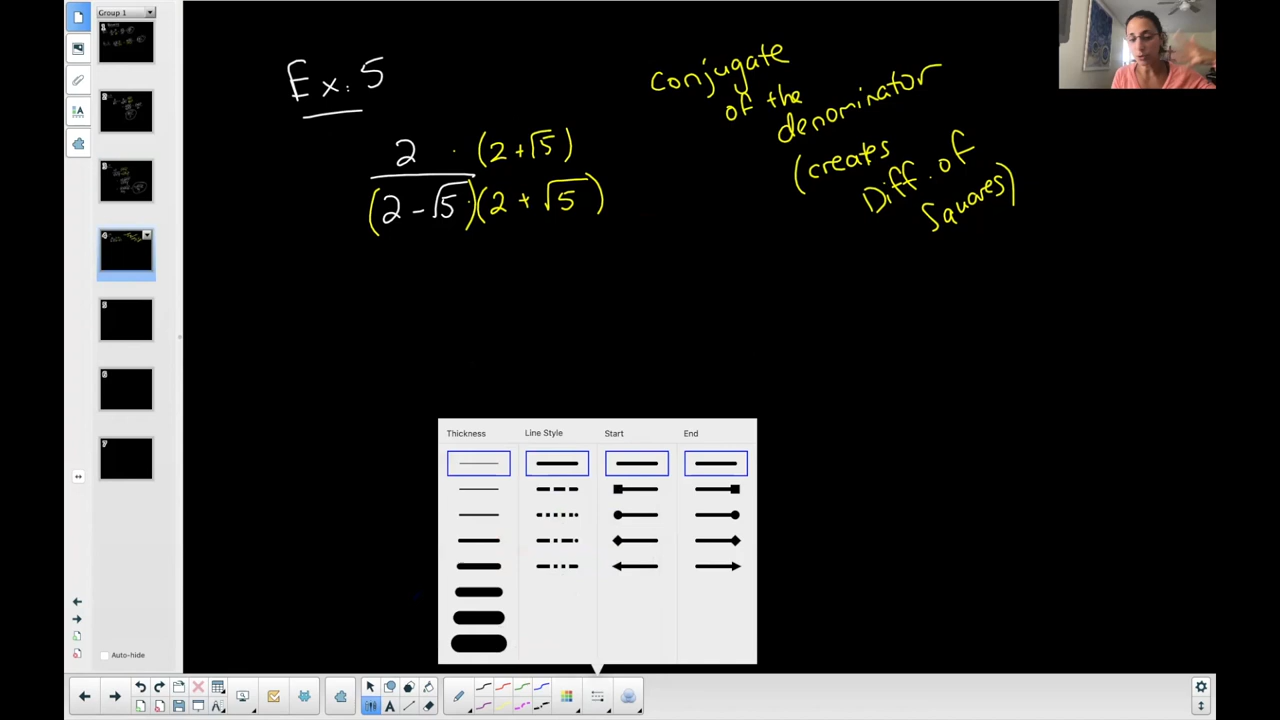 Group 1
Ex. 5
conjugate
of the
denominator
(creates
Diff. of
Squares)
2 · (2+√5)
(2-√5)·(2+√5)
Thickness Line Style Start End
Auto-hide